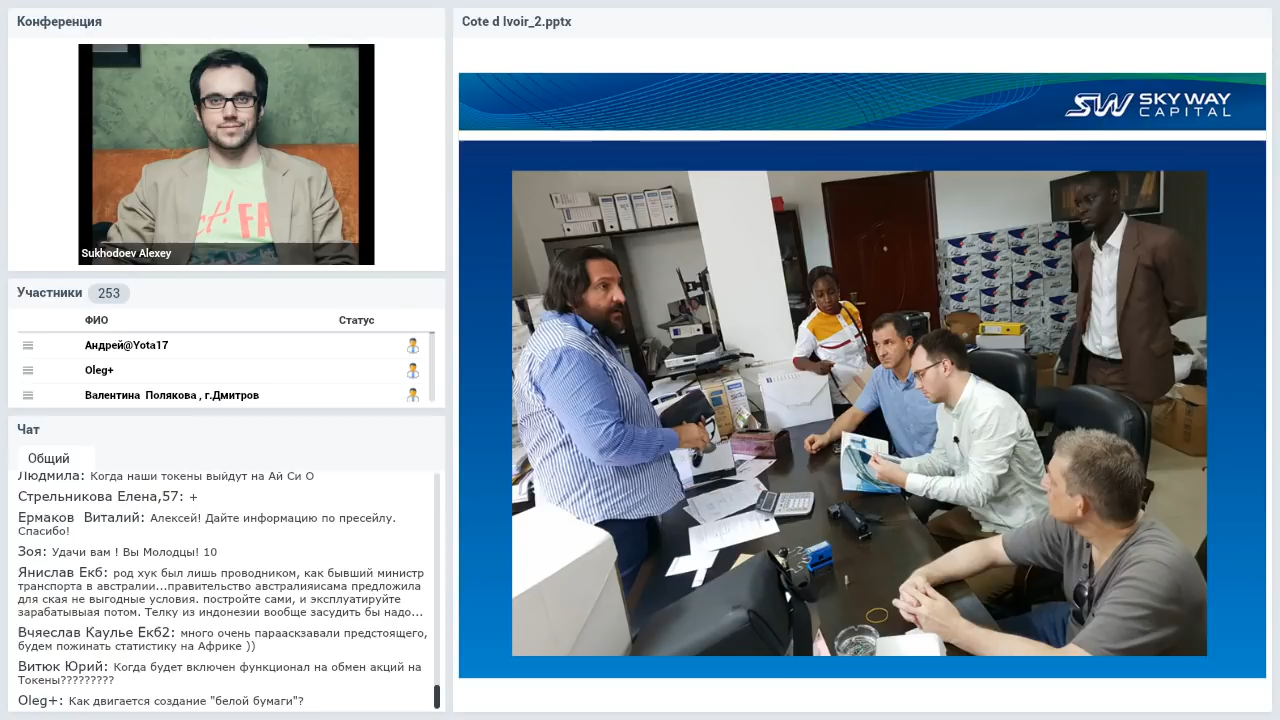 Конференция
Sukhodoev Alexey
Участники 253
ФИО Статус
Андрей@Yota17
Oleg+
Валентина Полякова , г.Дмитров
Чат
Общий
Людмила: Когда наши токены выйдут на Ай Си О
Стрельникова Елена,57: +
Ермаков Виталий: Алексей! Дайте информацию по пресейлу.
Спасибо!
Зоя: Удачи вам ! Вы Молодцы! 10
Янислав Екб: род хук был лишь проводником, как бывший министр
транспорта в австралии...правительство австралияисама предложила
для ская не выгодные условия. постройте сами, и эксплуатируйте
зарабатывыая потом. Телку из индонезии вообще засудить бы надо...
Вчяеслав Каулье Екб2: много очень параасkзавали предстоящего,
будем пожинать статистику на Африке ))
Витюк Юрий: Когда будет включен функционал на обмен акций на
Токены?????????
Oleg+: Как двигается создание "белой бумаги"?
Cote d Ivoir_2.pptx
SW SKY WAY
CAPITAL